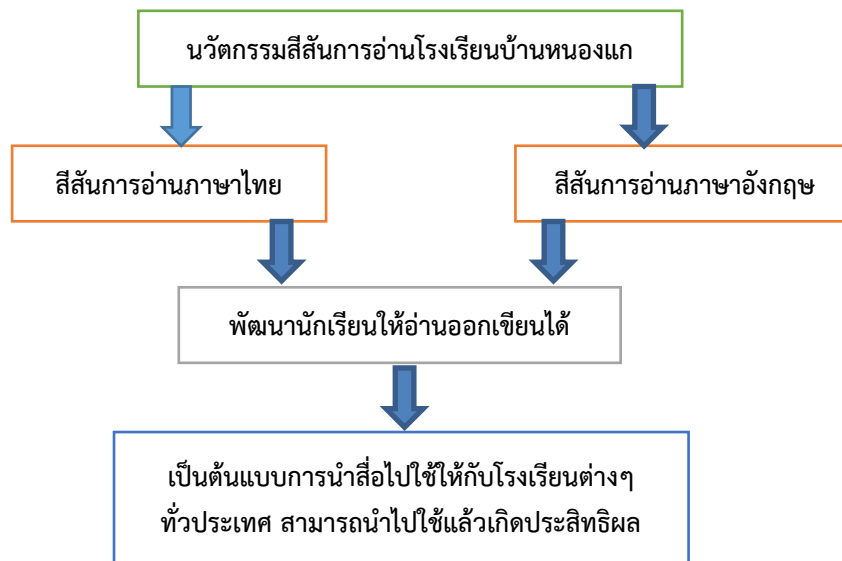 นวัตกรรมสีสันการอ่านโรงเรียนบ้านหนองแก
สีสันการอ่านภาษาไทย
สีสันการอ่านภาษาอังกฤษ
พัฒนานักเรียนให้อ่านออกเขียนได้
เป็นต้นแบบการนำสื่อไปใช้ให้กับโรงเรียนต่างๆ
ทั่วประเทศ สามารถนำไปใช้แล้วเกิดประสิทธิผล